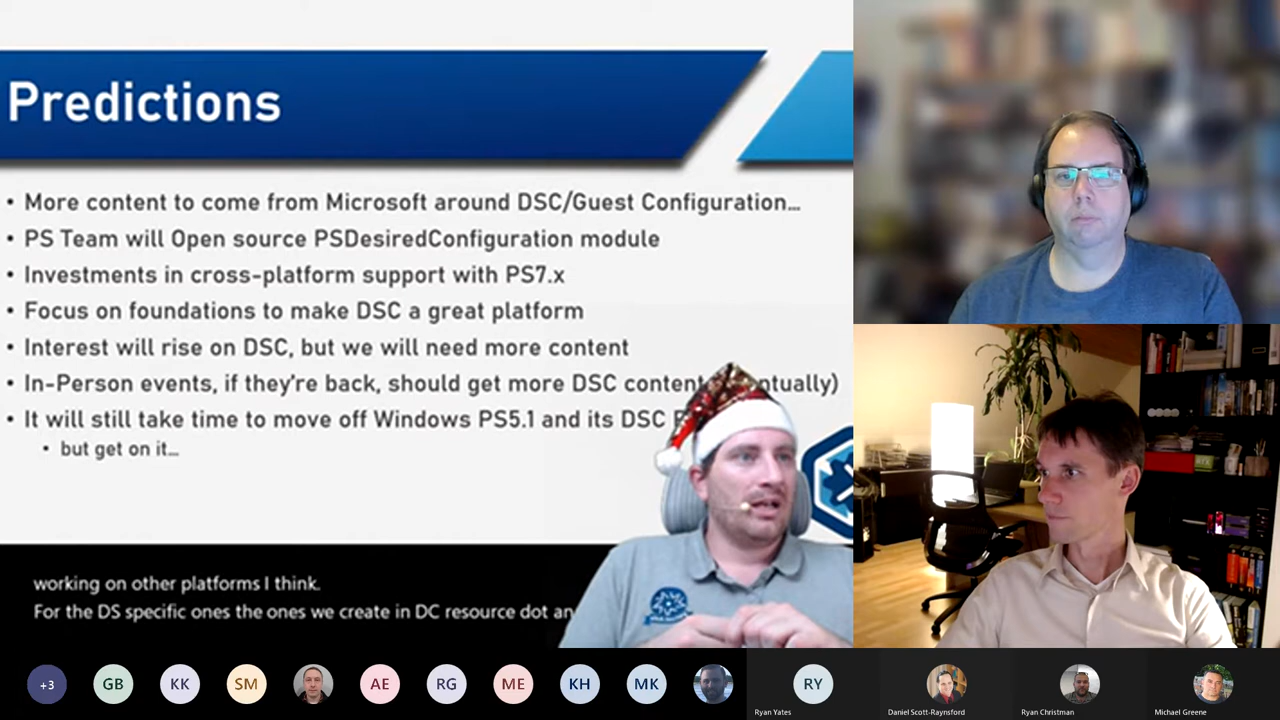 Predictions
• More content to come from Microsoft around DSC/Guest Configuration…
• PS Team will Open source PSDesiredConfiguration module
• Investments in cross-platform support with PS7.x
• Focus on foundations to make DSC a great platform
• Interest will rise on DSC, but we will need more content
• In-Person events, if they're back, should get more DSC content
• It will still take time to move off Windows PS5.1 and its DSC
• but get on it…
working on other platforms I think.
For the DS specific ones the ones we create in DC resource dot
+3
GB
KK
SM
AE
RG
ME
KH
MK
RY
Ryan Yates
Daniel Scott-Raynsford
Ryan Christman
Michael Greene